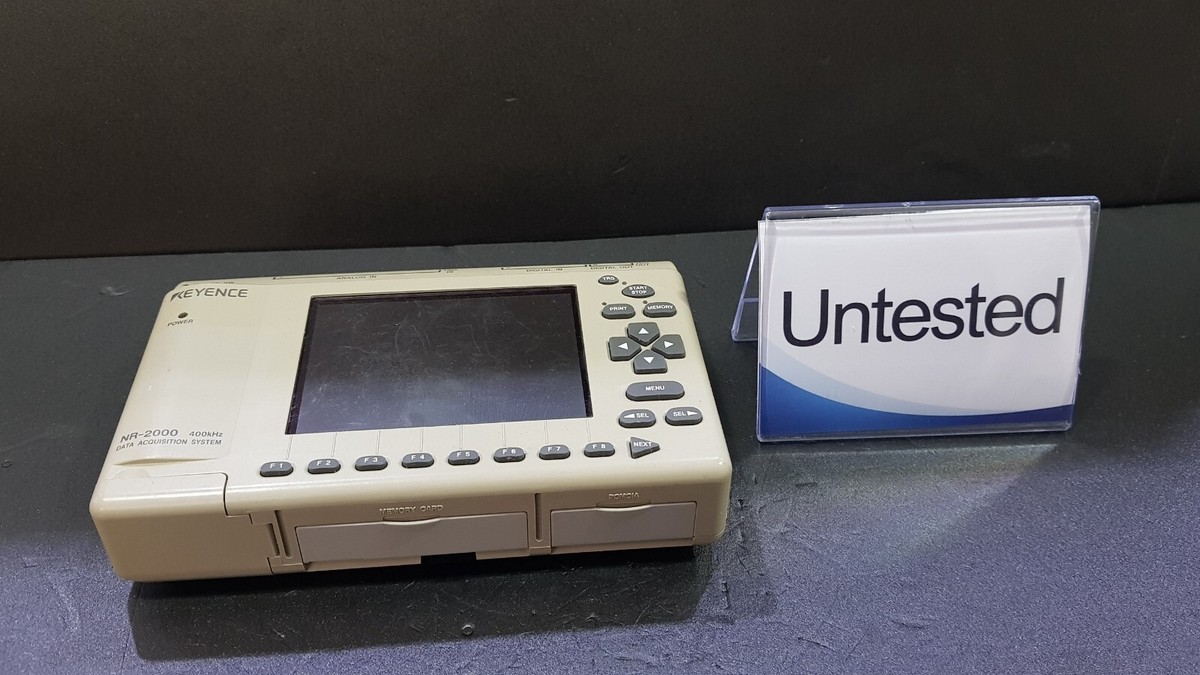 ANALOG IN
DIGITAL IN
DIGITAL OUT
KEYENCE
POWER
TRG
START
STOP
PRINT
MEMORY
MENU
SEL
SEL
NEXT
NR-2000 400kHz
DATA ACQUISITION SYSTEM
F1 F2 F3 F4 F5 F6 F7 F8
MEMORY CARD
PCMCIA
Untested